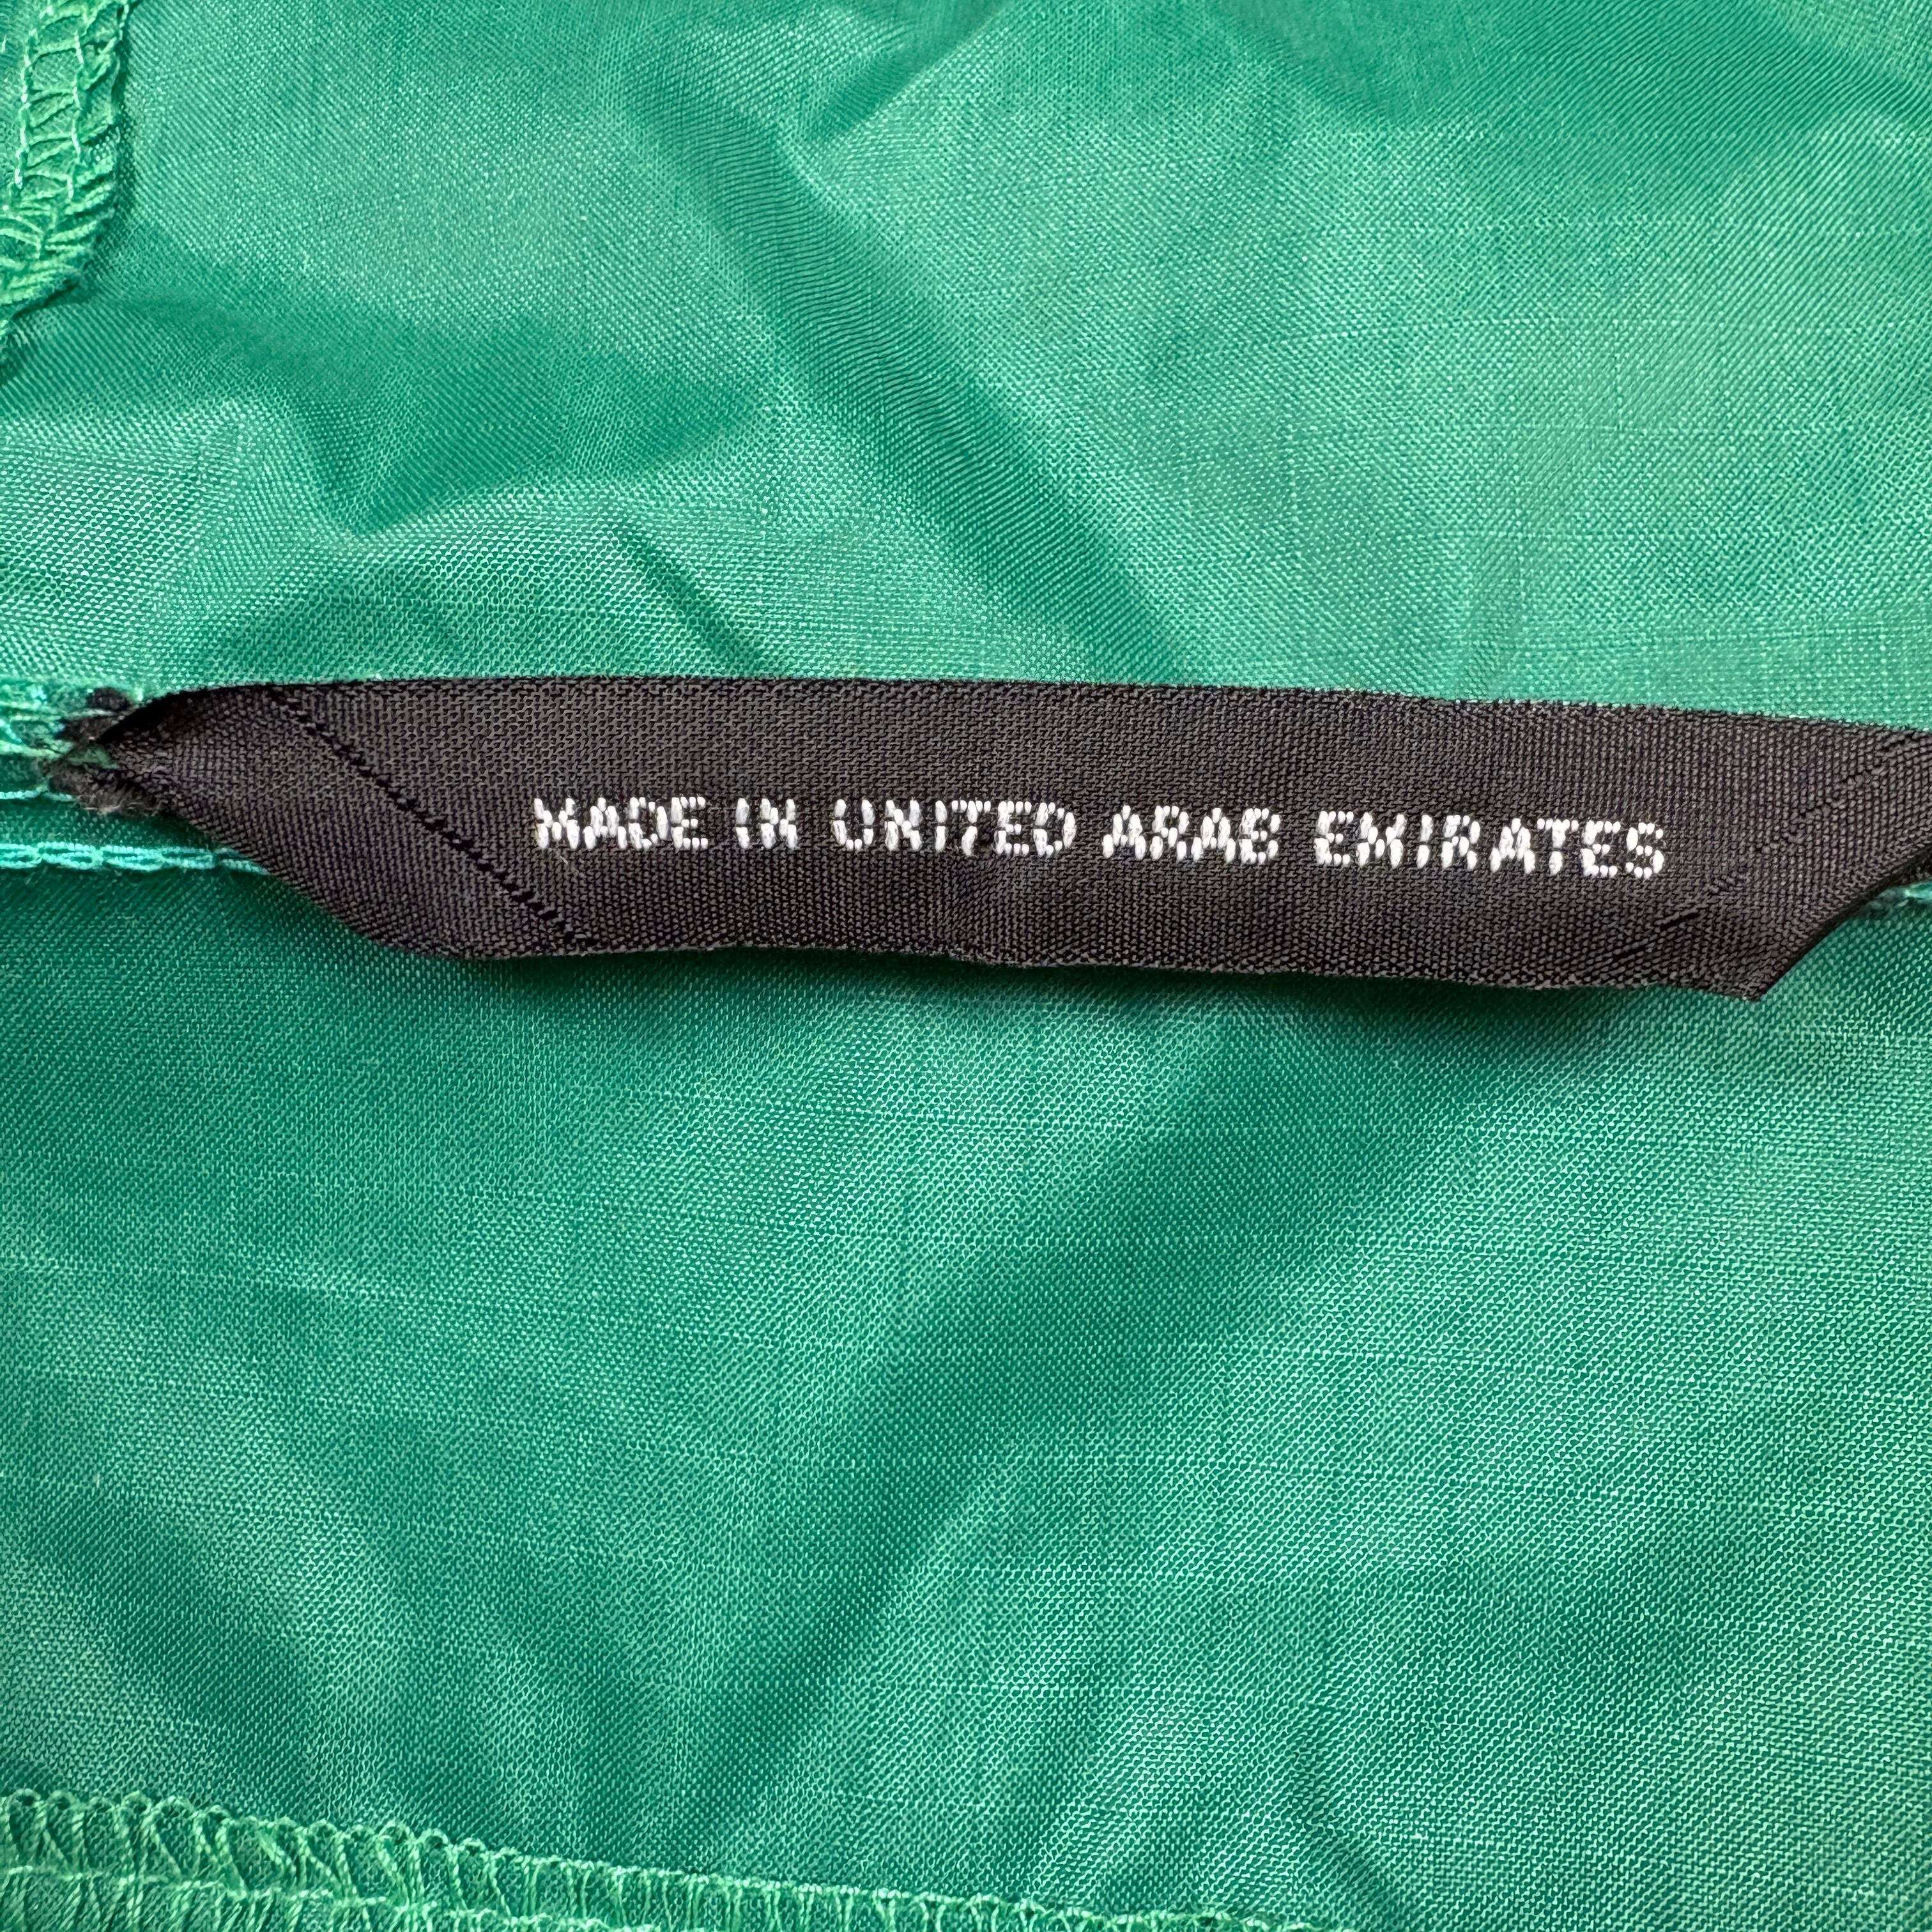 MADE IN UNITED ARAB EMIRATES